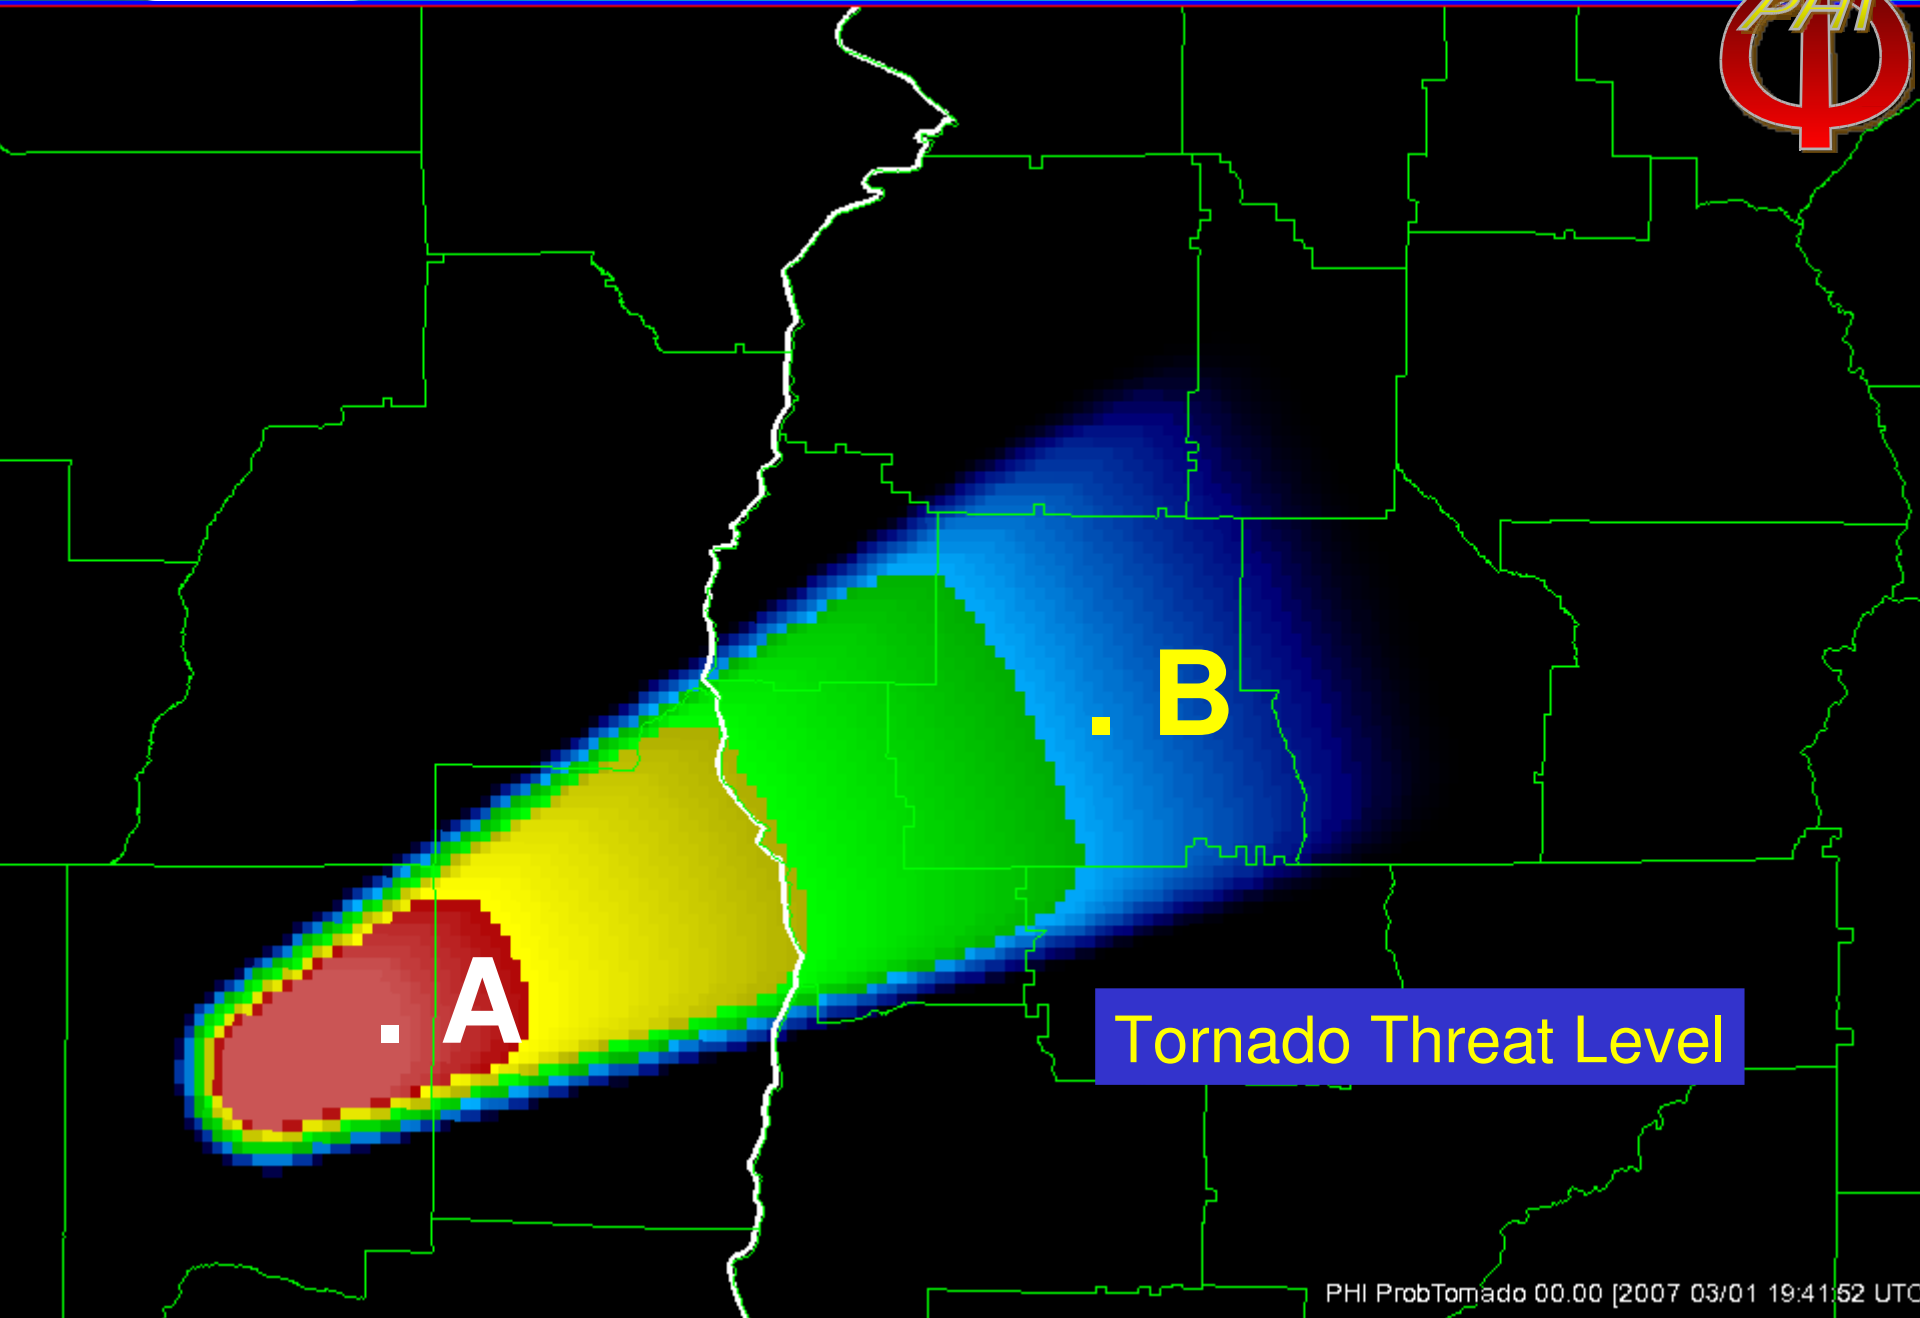 PHI
A
B
Tornado Threat Level
PHI ProbTornado 00.00 [2007 03/01 19:41:52 UTC